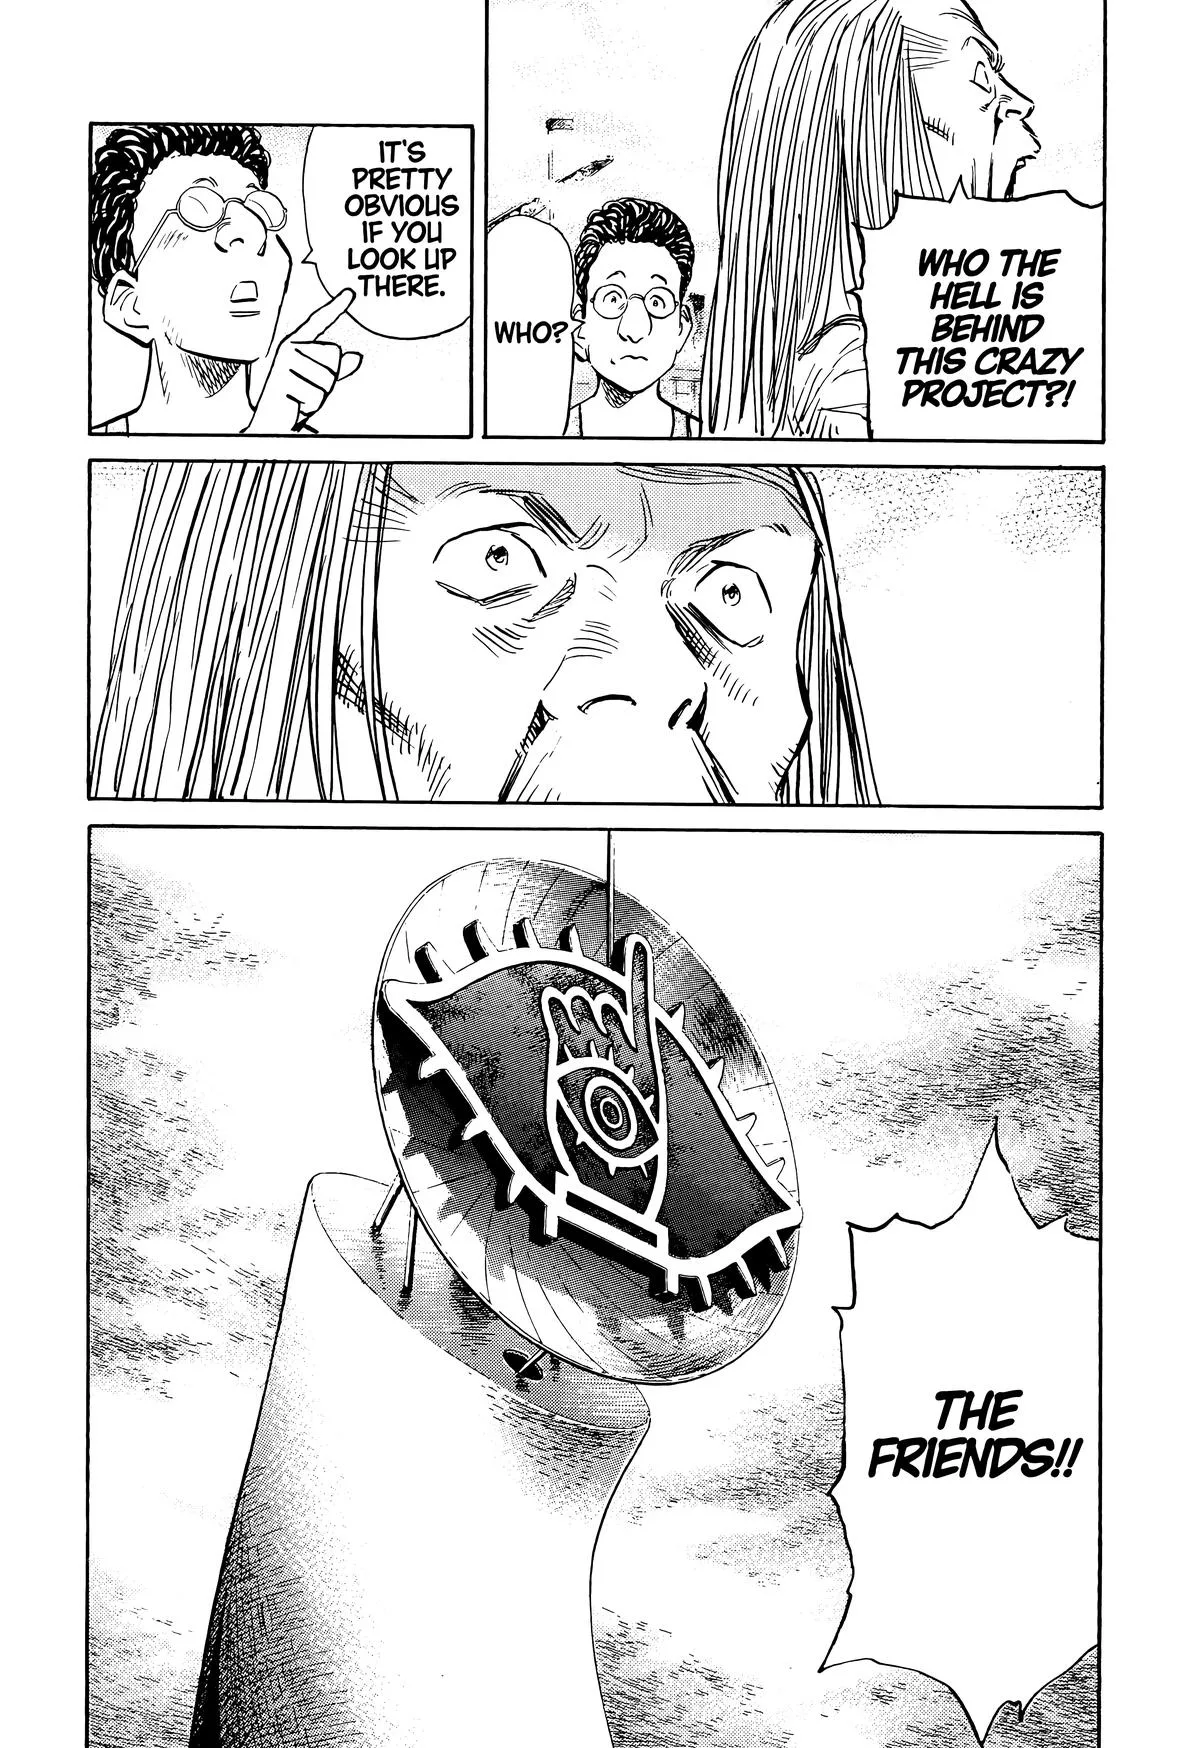 WHO THE
HELL IS
BEHIND
THIS CRAZY
PROJECT?!
WHO?
IT'S
PRETTY
OBVIOUS
IF YOU
LOOK UP
THERE.
THE
FRIENDS!!